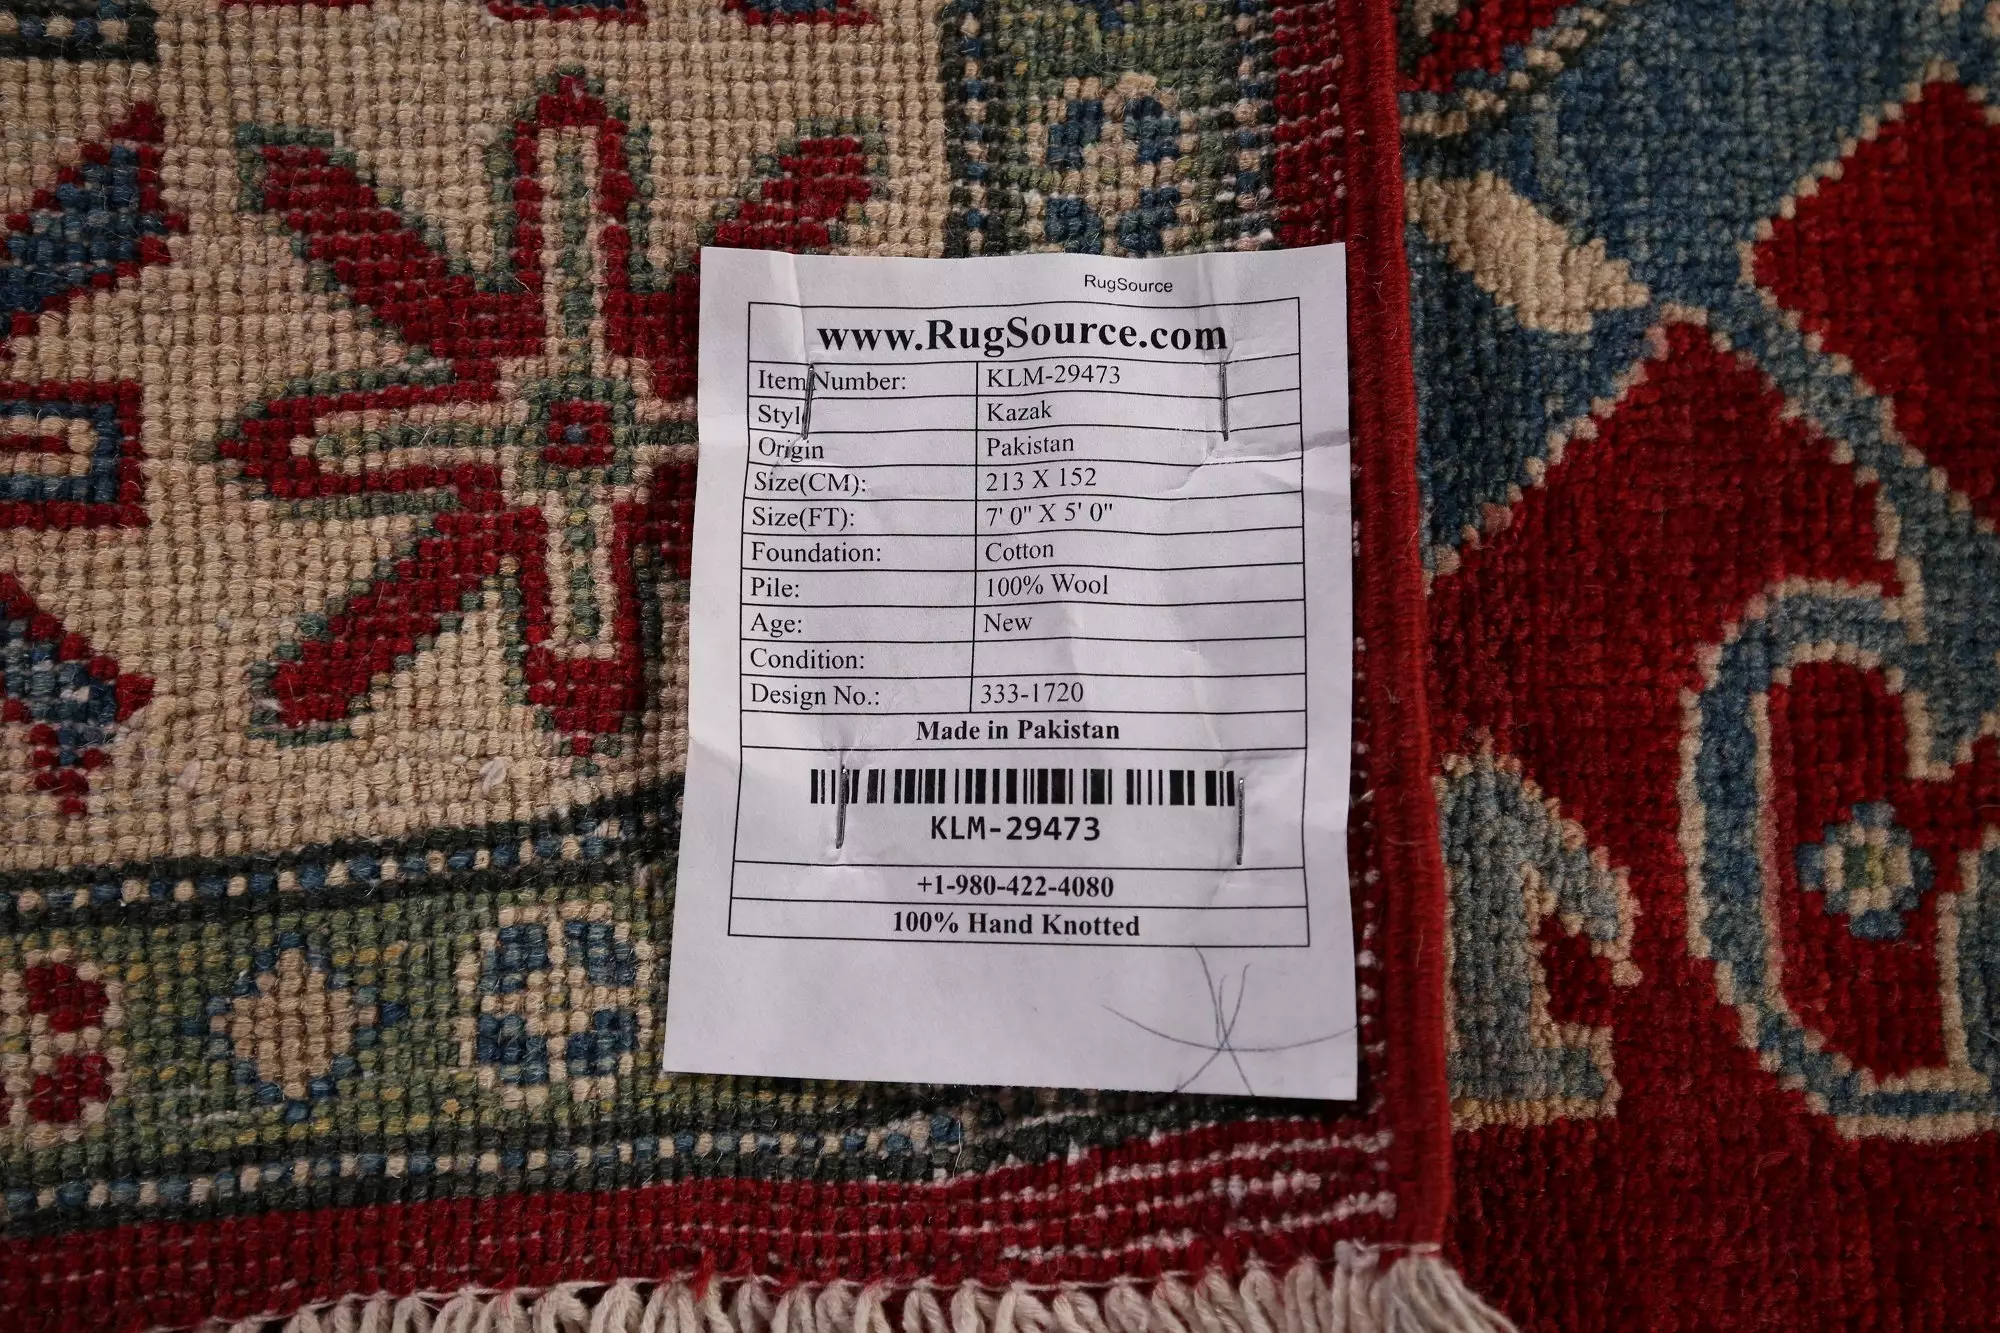 RugSource
www.RugSource.com
Item Number: KLM-29473
Style Kazak
Origin Pakistan
Size(CM): 213 X 152
Size(FT): 7' 0" X 5' 0"
Foundation: Cotton
Pile: 100% Wool
Age: New
Condition:
Design No.: 333-1720
Made in Pakistan
KLM-29473
+1-980-422-4080
100% Hand Knotted